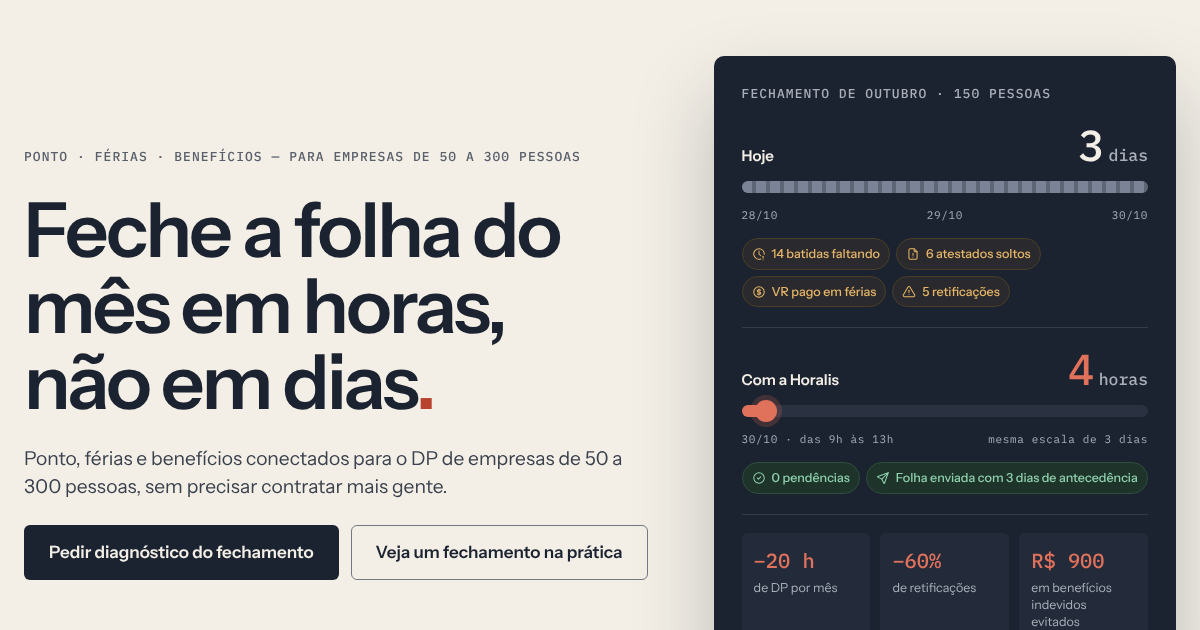 PONTO · FÉRIAS · BENEFÍCIOS — PARA EMPRESAS DE 50 A 300 PESSOAS
Feche a folha do
mês em horas,
não em dias.
Ponto, férias e benefícios conectados para o DP de empresas de 50 a
300 pessoas, sem precisar contratar mais gente.
Pedir diagnóstico do fechamento
Veja um fechamento na prática
FECHAMENTO DE OUTUBRO · 150 PESSOAS
Hoje
3 dias
28/10
29/10
30/10
14 batidas faltando
6 atestados soltos
VR pago em férias
5 retificações
Com a Horalis
4 horas
30/10 · das 9h às 13h
mesma escala de 3 dias
0 pendências
Folha enviada com 3 dias de antecedência
−20 h
de DP por mês
−60%
de retificações
R$ 900
em benefícios
indevidos
evitados